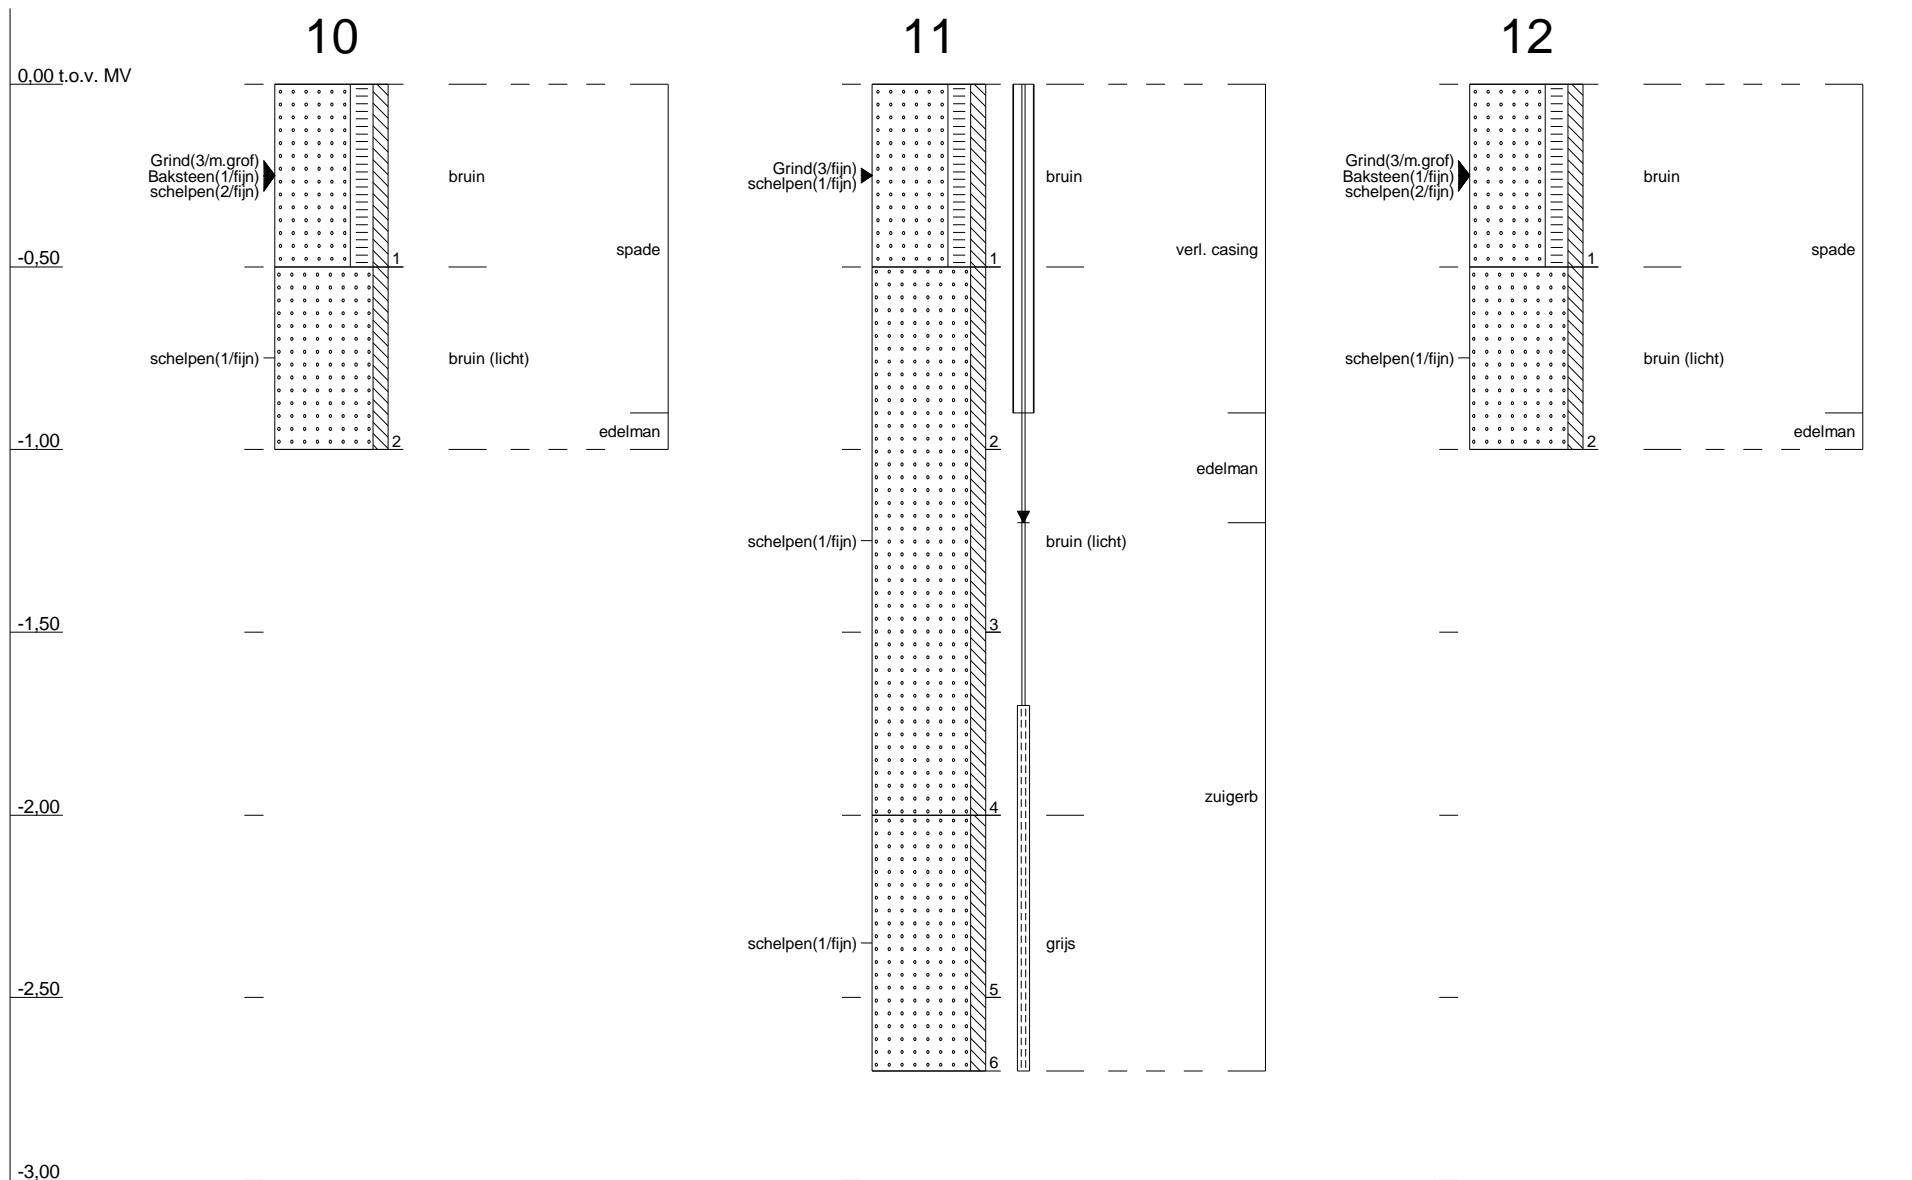 10
11
12
0,00 t.o.v. MV
Grind(3/m.grof)
Baksteen(1/fijn)
schelpen(2/fijn)
bruin
spade
1
schelpen(1/fijn)
bruin (licht)
edelman
2
Grind(3/fijn)
schelpen(1/fijn)
bruin
verl. casing
1
2
edelman
schelpen(1/fijn)
bruin (licht)
3
zuigerb
4
schelpen(1/fijn)
grijs
5
6
Grind(3/m.grof)
Baksteen(1/fijn)
schelpen(2/fijn)
bruin
spade
1
schelpen(1/fijn)
bruin (licht)
edelman
2
-0,50
-1,00
-1,50
-2,00
-2,50
-3,00